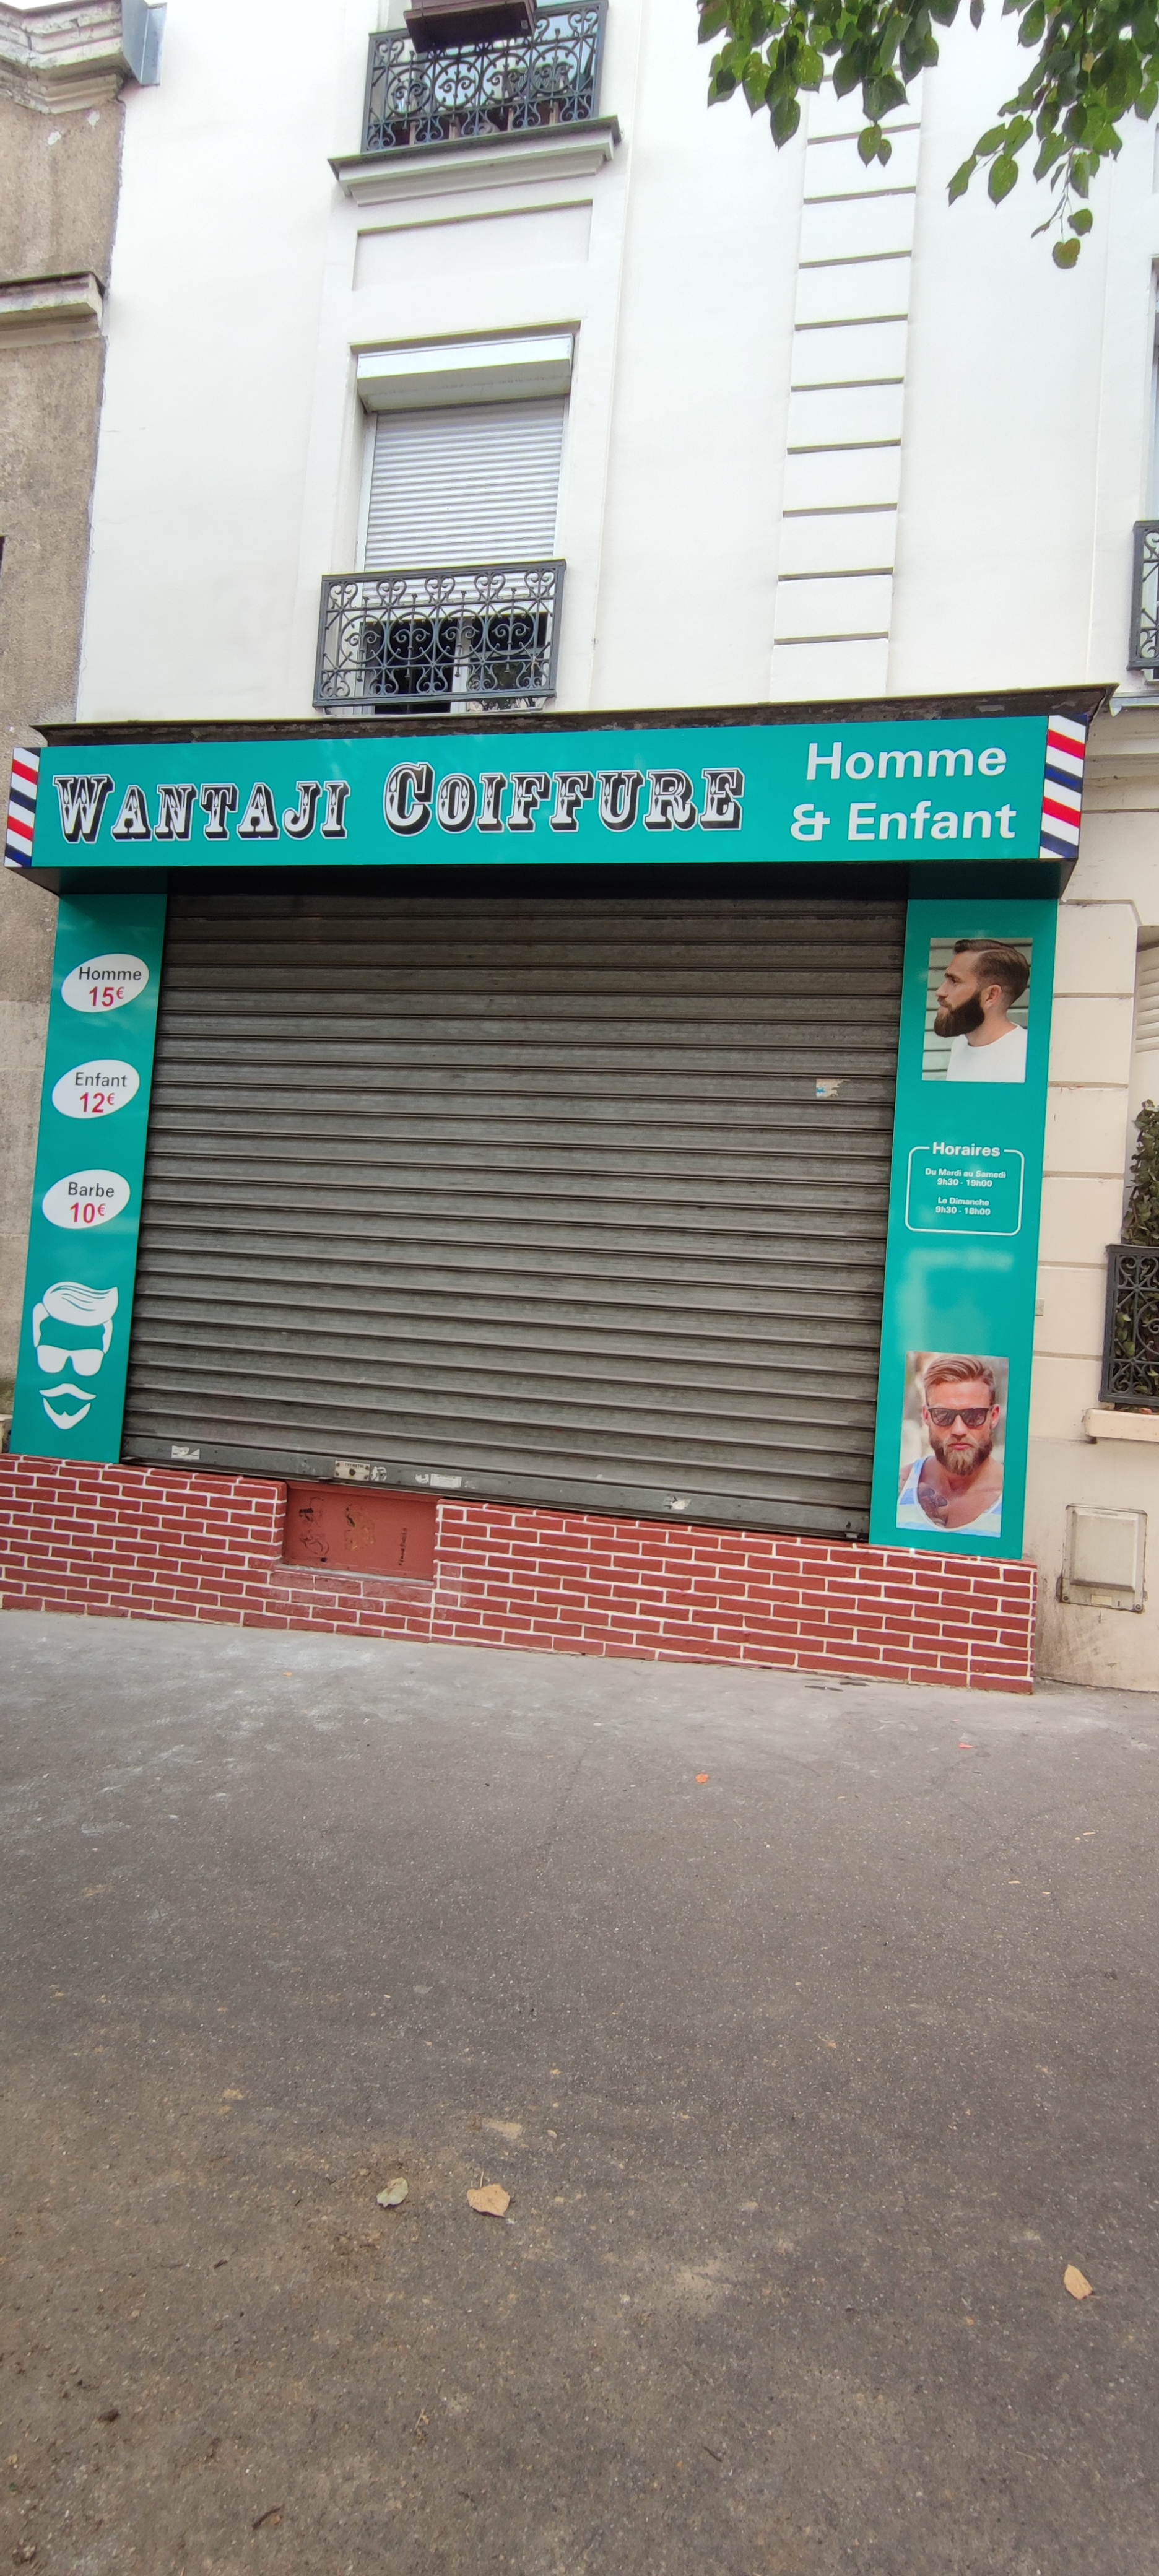 WANTAJI COIFFURE
Homme
& Enfant
Homme
15€
Enfant
12€
Barbe
10€
Horaires
Du Mardi au Samedi
9h30 - 19h00
Le Dimanche
9h30 - 18h00